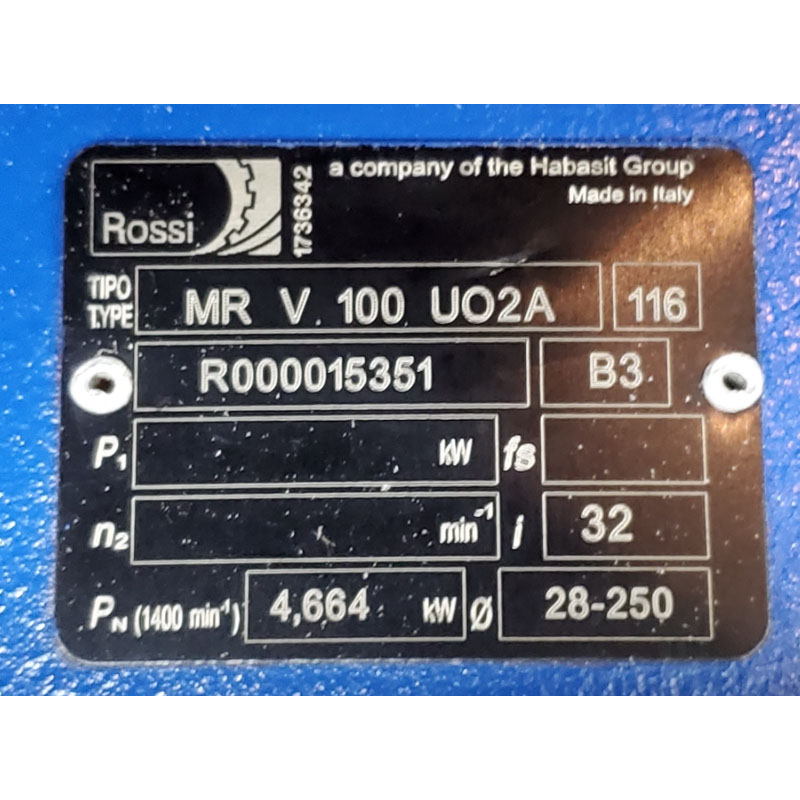 Rossi
1736342
a company of the Habasit Group
Made in Italy
TIPO
TYPE
MR V 100 UO2A
116
R000015351
B3
P₁ kW fs
n₂ min⁻¹ i 32
Pₙ (1400 min⁻¹) 4,664 kW Ø 28-250